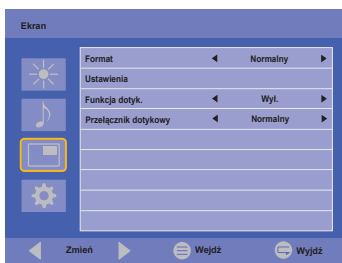 Ekran
Format Normalny
Ustawienia
Funkcja dotyk. Wył.
Przełącznik dotykowy Normalny
Zmień Wejdź Wyjdź